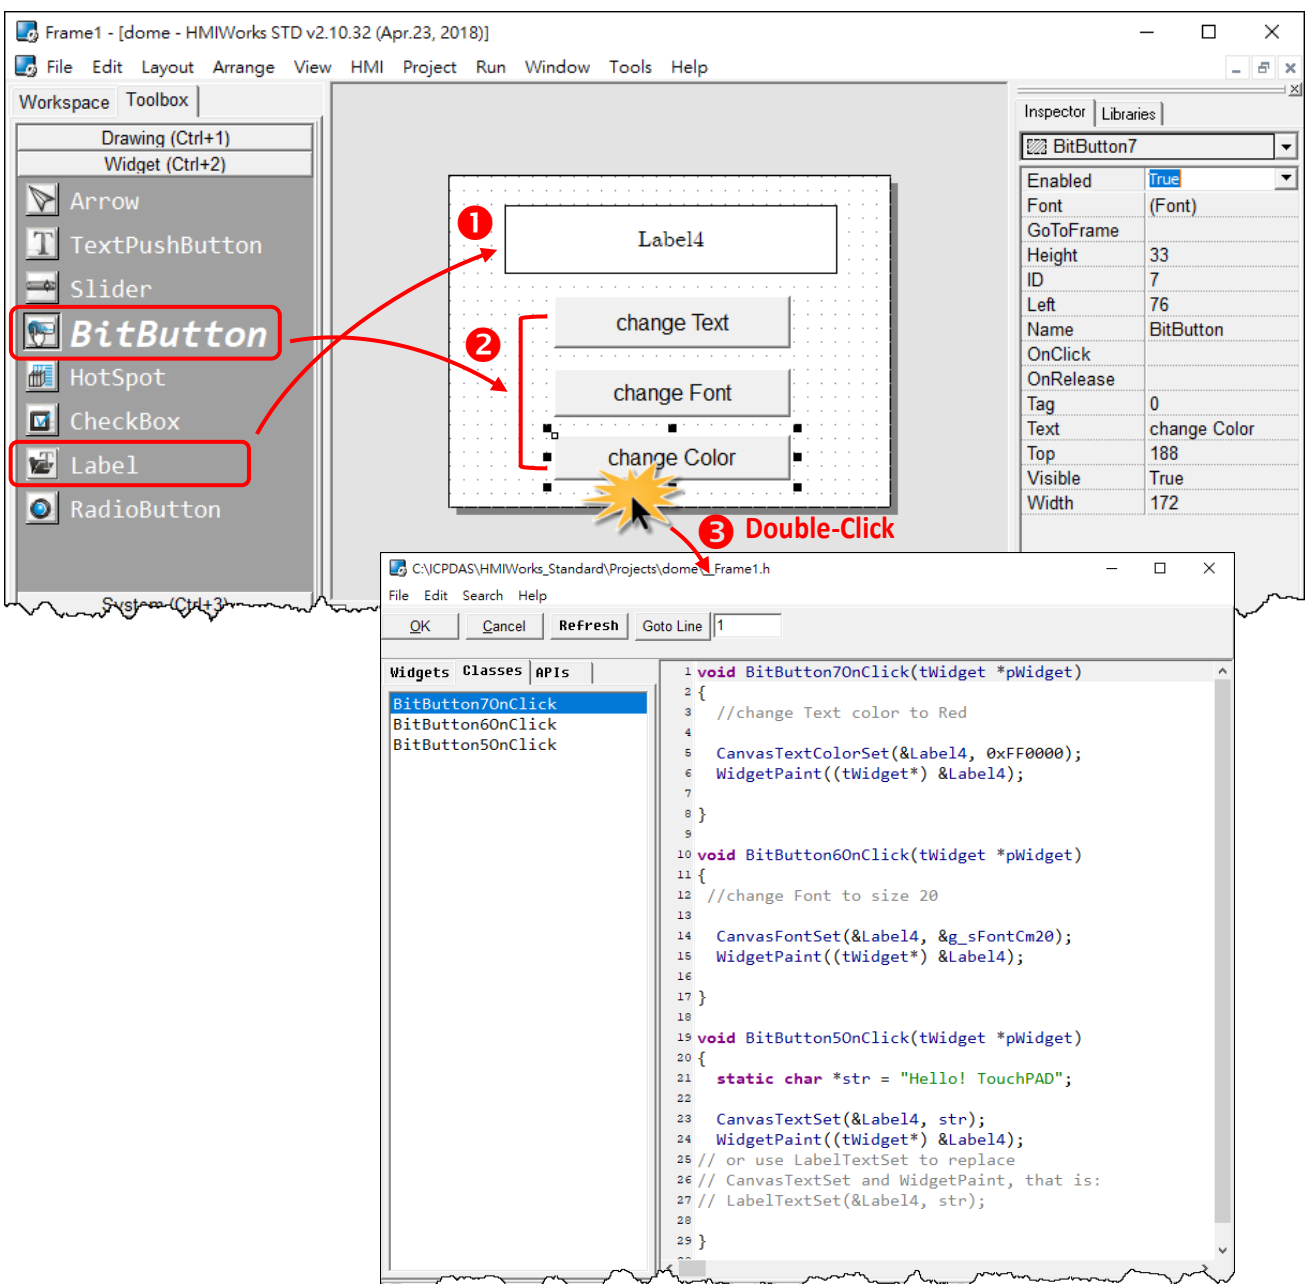 Frame1 - [dome - HMIWorks STD v2.10.32 (Apr.23, 2018)]
File Edit Layout Arrange View HMI Project Run Window Tools Help
Workspace Toolbox
Drawing (Ctrl+1)
Widget (Ctrl+2)
Arrow
TextPushButton
Slider
BitButton
HotSpot
CheckBox
Label
RadioButton
System (Ctrl+3)
1
Label4
2
change Text
change Font
change Color
3 Double-Click
Inspector Libraries
BitButton7
Enabled True
Font (Font)
GoToFrame
Height 33
ID 7
Left 76
Name BitButton
OnClick
OnRelease
Tag 0
Text change Color
Top 188
Visible True
Width 172
C:\ICPDAS\HMIWorks_Standard\Projects\dome\_Frame1.h
File Edit Search Help
OK Cancel Refresh Goto Line 1
Widgets Classes APIs
BitButton7OnClick
BitButton6OnClick
BitButton5OnClick
1 void BitButton7OnClick(tWidget *pWidget)
2 {
3 //change Text color to Red
4
5 CanvasTextColorSet(&Label4, 0xFF0000);
6 WidgetPaint((tWidget*) &Label4);
7
8 }
9
10 void BitButton6OnClick(tWidget *pWidget)
11 {
12 //change Font to size 20
13
14 CanvasFontSet(&Label4, &g_sFontCm20);
15 WidgetPaint((tWidget*) &Label4);
16
17 }
18
19 void BitButton5OnClick(tWidget *pWidget)
20 {
21 static char *str = "Hello! TouchPAD";
22
23 CanvasTextSet(&Label4, str);
24 WidgetPaint((tWidget*) &Label4);
25 // or use LabelTextSet to replace
26 // CanvasTextSet and WidgetPaint, that is:
27 // LabelTextSet(&Label4, str);
28
29 }